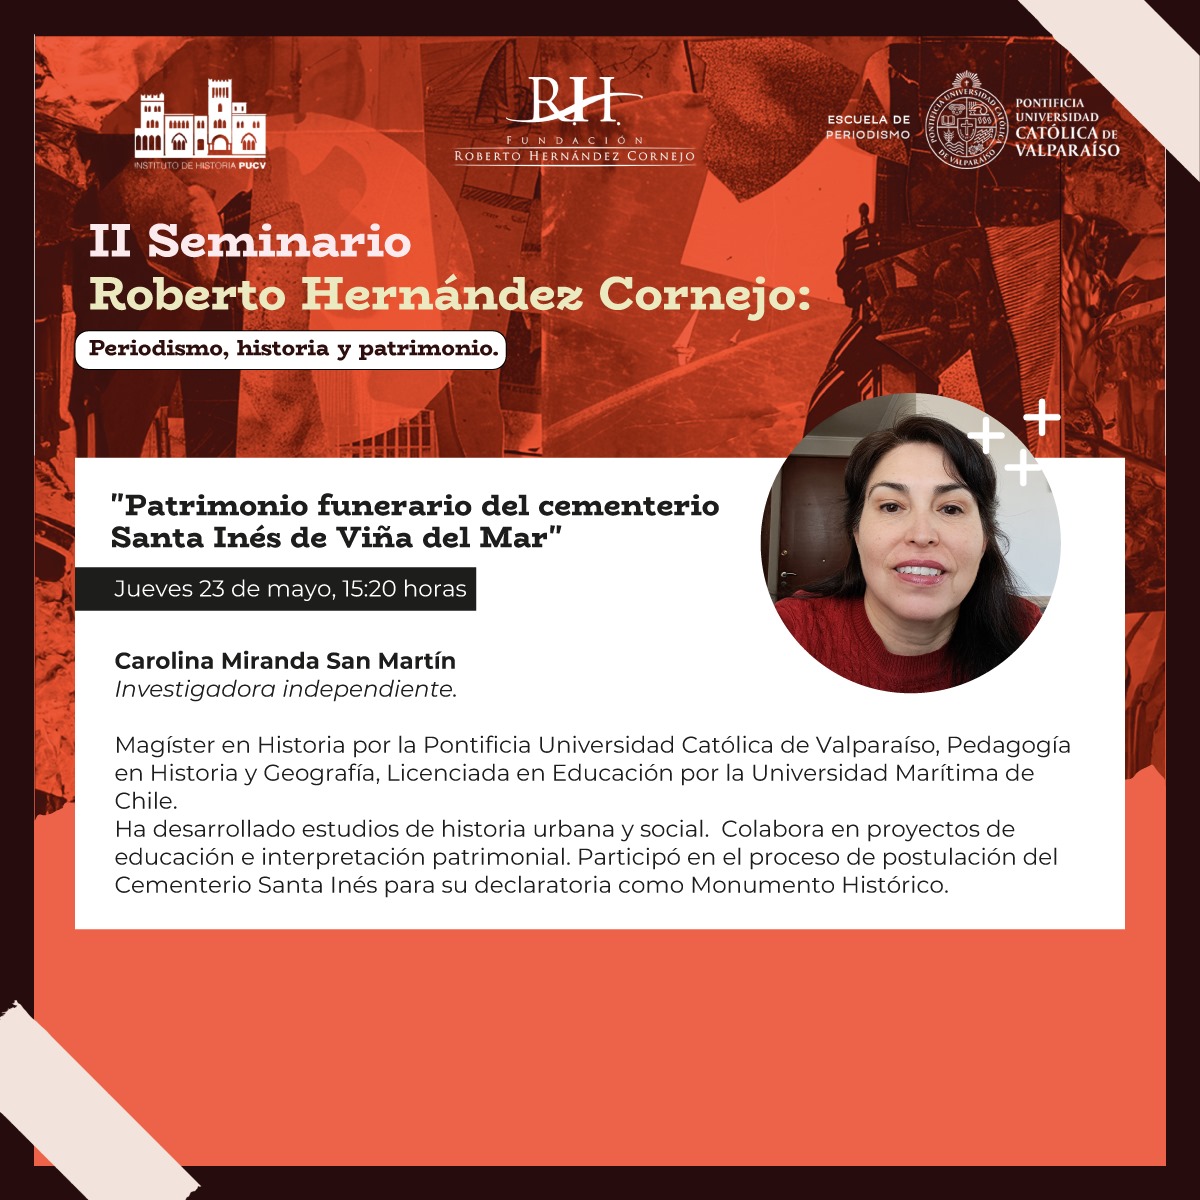 INSTITUTO DE HISTORIA PUCV
R.H.
FUNDACIÓN
ROBERTO HERNÁNDEZ CORNEJO
ESCUELA DE
PERIODISMO
PONTIFICIA UNIVERSIDAD CATÓLICA DE VALPARAÍSO
PONTIFICIA
UNIVERSIDAD
CATÓLICA DE
VALPARAÍSO
II Seminario
Roberto Hernández Cornejo:
Periodismo, historia y patrimonio.
"Patrimonio funerario del cementerio
Santa Inés de Viña del Mar"
Jueves 23 de mayo, 15:20 horas
Carolina Miranda San Martín
Investigadora independiente.
Magíster en Historia por la Pontificia Universidad Católica de Valparaíso, Pedagogía
en Historia y Geografía, Licenciada en Educación por la Universidad Marítima de
Chile.
Ha desarrollado estudios de historia urbana y social.  Colabora en proyectos de
educación e interpretación patrimonial. Participó en el proceso de postulación del
Cementerio Santa Inés para su declaratoria como Monumento Histórico.